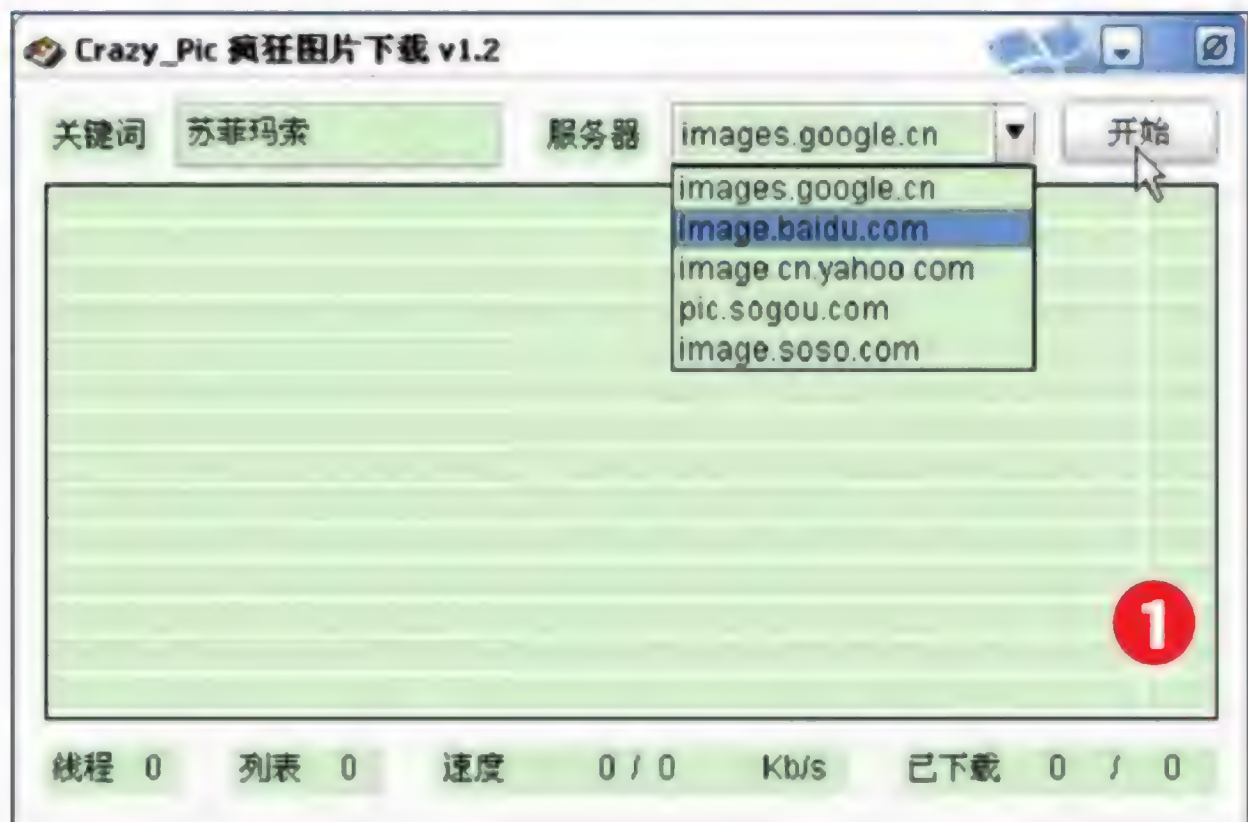 Crazy_Pic 疯狂图片下载 v1.2
关键词 苏菲玛索 服务器 images.google.cn 开始
images.google.cn
image.baidu.com
image.cn.yahoo.com
pic.sogou.com
image.soso.com
1
线程 0 列表 0 速度 0 / 0 Kb/s 已下载 0 / 0